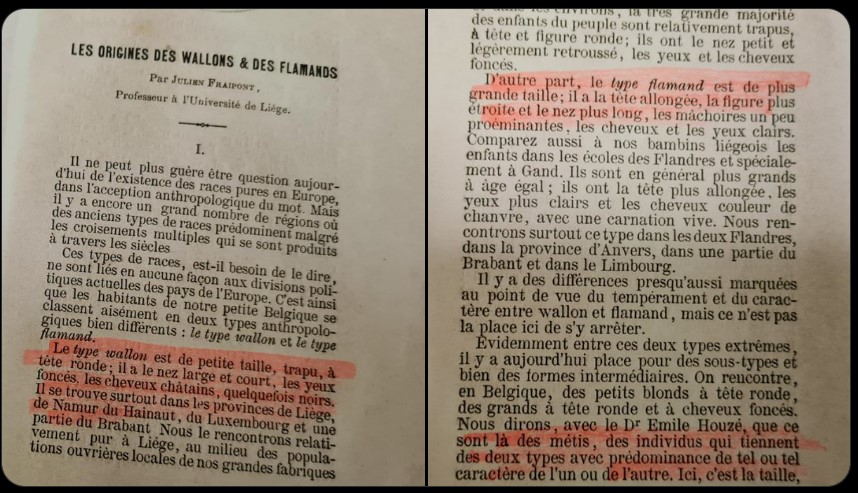 LES ORIGINES DES WALLONS & DES FLAMANDS
Par JULIEN FRAIPONT,
Professeur à l'Université de Liége.
I.
Il ne peut plus guère être question aujour-
d'hui de l'existence des races pures en Europe,
dans l'acception anthropologique du mot. Mais
il y a encore un grand nombre de régions où
des anciens types de races prédominent malgré
les croisements multiples qui se sont produits
à travers les siècles
Ces types de races, est-il besoin de le dire,
ne sont liés en aucune façon aux divisions poli-
tiques actuelles des pays de l'Europe. C'est ainsi
que les habitants de notre petite Belgique se
classent aisément en deux types anthropolo-
giques bien différents : le type wallon et le type
flamand.
Le type wallon est de petite taille, trapu, à
tête ronde; il a le nez large et court, les yeux
foncés, les cheveux châtains, quelquefois noirs.
Il se trouve surtout dans les provinces de Liége,
de Namur du Hainaut, du Luxembourg et une
partie du Brabant Nous le rencontrons relati-
vement pur à Liége, au milieu des popula-
tions ouvrières locales de nos grandes fabriques
et dans les environs, la très grande majorité
des enfants du peuple sont relativement trapus,
à tête et figure ronde; ils ont le nez petit et
légèrement retroussé, les yeux et les cheveux
foncés.
D'autre part, le type flamand est de plus
grande taille; il a la tête allongée, la figure plus
étroite et le nez plus long, les mâchoires un peu
proéminantes, les cheveux et les yeux clairs.
Comparez aussi à nos bambins liégeois les
enfants dans les écoles des Flandres et spéciale-
ment à Gand. Ils sont en général plus grands
à âge égal; ils ont la tête plus allongée, les
yeux plus clairs et les cheveux couleur de
chanvre, avec une carnation vive. Nous ren-
controns surtout ce type dans les deux Flandres,
dans la province d'Anvers, dans une partie du
Brabant et dans le Limbourg.
Il y a des différences presqu'aussi marquées
au point de vue du tempérament et du carac-
tère entre wallon et flamand, mais ce n'est pas
la place ici de s'y arrêter.
Évidemment entre ces deux types extrêmes,
il y a aujourd'hui place pour des sous-types et
bien des formes intermédiaires. On rencontre,
en Belgique, des petits blonds à tête ronde,
des grands à tête ronde et à cheveux foncés.
Nous dirons, avec le Dr Emile Houzé, que ce
sont là des métis, des individus qui tiennent
des deux types avec prédominance de tel ou tel
caractère de l'un ou de l'autre. Ici, c'est la taille,